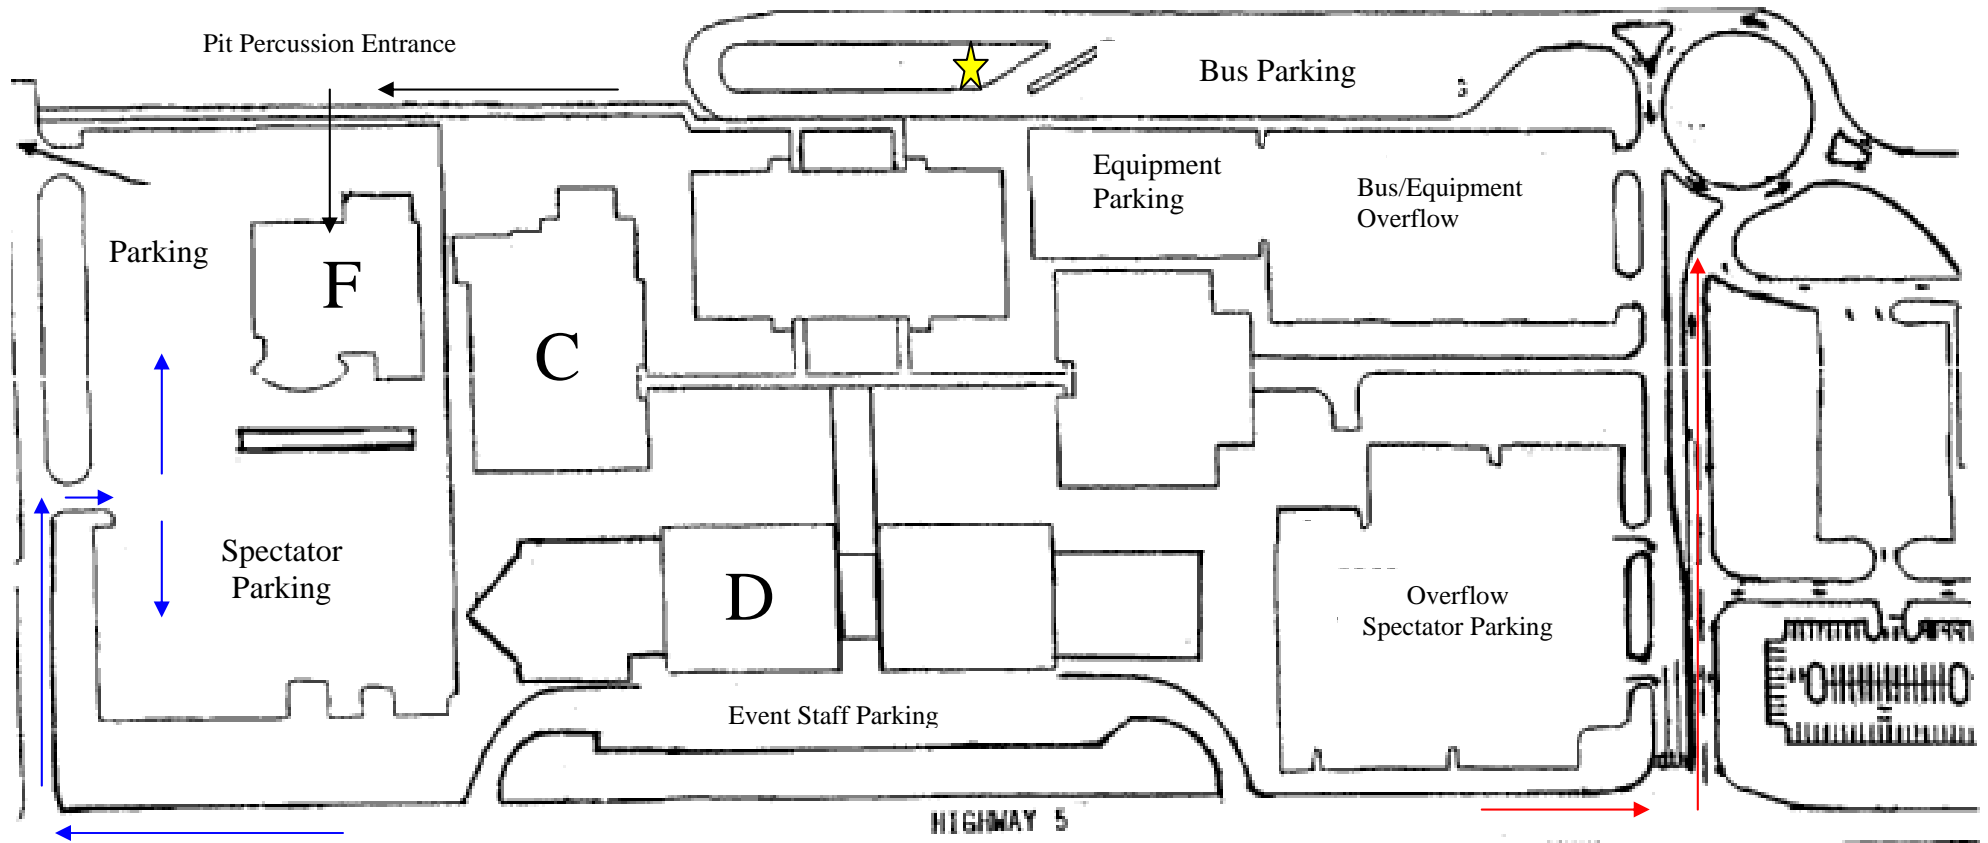 Pit Percussion Entrance
Bus Parking
Equipment
Parking
Bus/Equipment
Overflow
Parking
F
C
Spectator
Parking
D
Overflow
Spectator Parking
Event Staff Parking
HIGHWAY 5